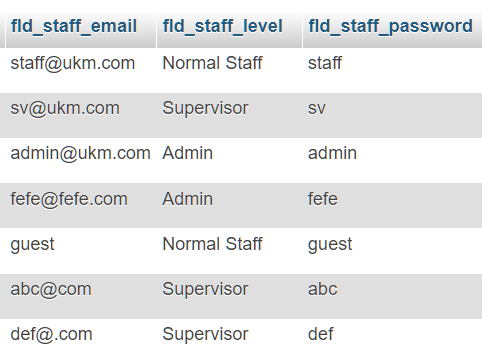 fld_staff_email fld_staff_level fld_staff_password
staff@ukm.com Normal Staff staff
sv@ukm.com Supervisor sv
admin@ukm.com Admin admin
fefe@fefe.com Admin fefe
guest Normal Staff guest
abc@com Supervisor abc
def@.com Supervisor def